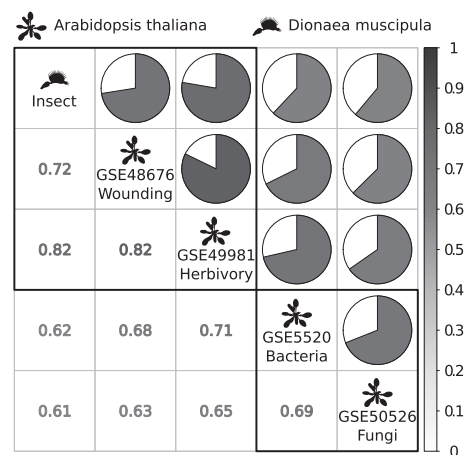 Arabidopsis thaliana
Dionaea muscipula
Insect
0.72
GSE48676
Wounding
0.82
0.82
GSE49981
Herbivory
0.62
0.68
0.71
GSE5520
Bacteria
0.61
0.63
0.65
0.69
GSE50526
Fungi
1
0.9
0.8
0.7
0.6
0.5
0.4
0.3
0.2
0.1
0